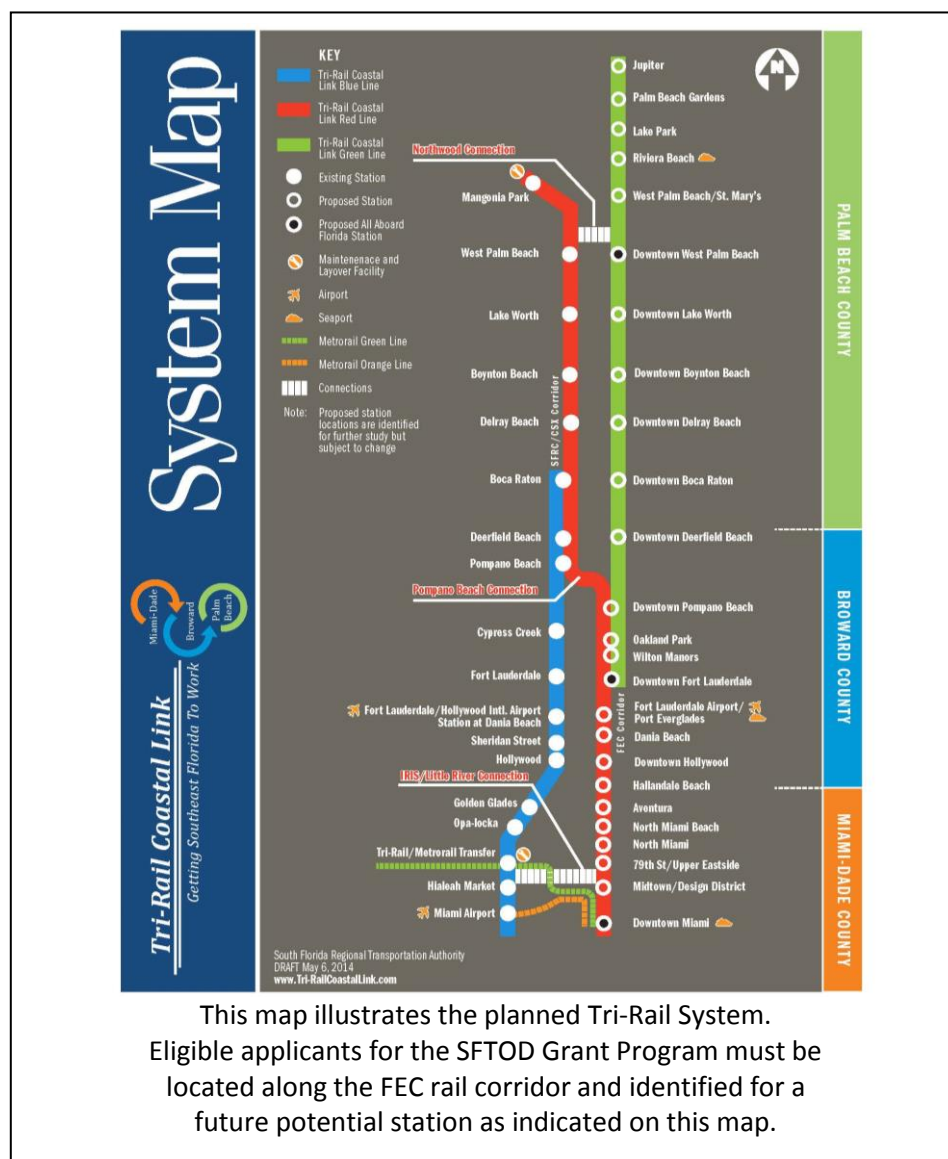 System Map
Miami-Dade
Broward
Palm
Beach
Tri-Rail Coastal Link
Getting Southeast Florida To Work
KEY
Tri-Rail Coastal
Link Blue Line
Tri-Rail Coastal
Link Red Line
Tri-Rail Coastal
Link Green Line
Existing Station
Proposed Station
Proposed All Aboard
Florida Station
Maintenenace and
Layover Facility
Airport
Seaport
Metrorail Green Line
Metrorail Orange Line
Connections
Note: Proposed station
locations are identified
for further study but
subject to change
N
Northwood Connection
Mangonia Park
West Palm Beach
Lake Worth
Boynton Beach
Delray Beach
SFRC/CSX Corridor
Boca Raton
Deerfield Beach
Pompano Beach
Pompano Beach Connection
Cypress Creek
Fort Lauderdale
Fort Lauderdale/Hollywood Intl. Airport
Station at Dania Beach
Sheridan Street
Hollywood
IRIS/Little River Connection
Golden Glades
Opa-locka
Tri-Rail/Metrorail Transfer
Hialeah Market
Miami Airport
Jupiter
Palm Beach Gardens
Lake Park
Riviera Beach
West Palm Beach/St. Mary's
Downtown West Palm Beach
Downtown Lake Worth
Downtown Boynton Beach
Downtown Delray Beach
Downtown Boca Raton
Downtown Deerfield Beach
Downtown Pompano Beach
Oakland Park
Wilton Manors
Downtown Fort Lauderdale
FEC Corridor
Fort Lauderdale Airport/
Port Everglades
Dania Beach
Downtown Hollywood
Hallandale Beach
Aventura
North Miami Beach
North Miami
79th St/Upper Eastside
Midtown/Design District
Downtown Miami
PALM BEACH COUNTY
BROWARD COUNTY
MIAMI-DADE COUNTY
South Florida Regional Transportation Authority
DRAFT May 6, 2014
www.Tri-RailCoastalLink.com
This map illustrates the planned Tri-Rail System.
Eligible applicants for the SFTOD Grant Program must be
located along the FEC rail corridor and identified for a
future potential station as indicated on this map.